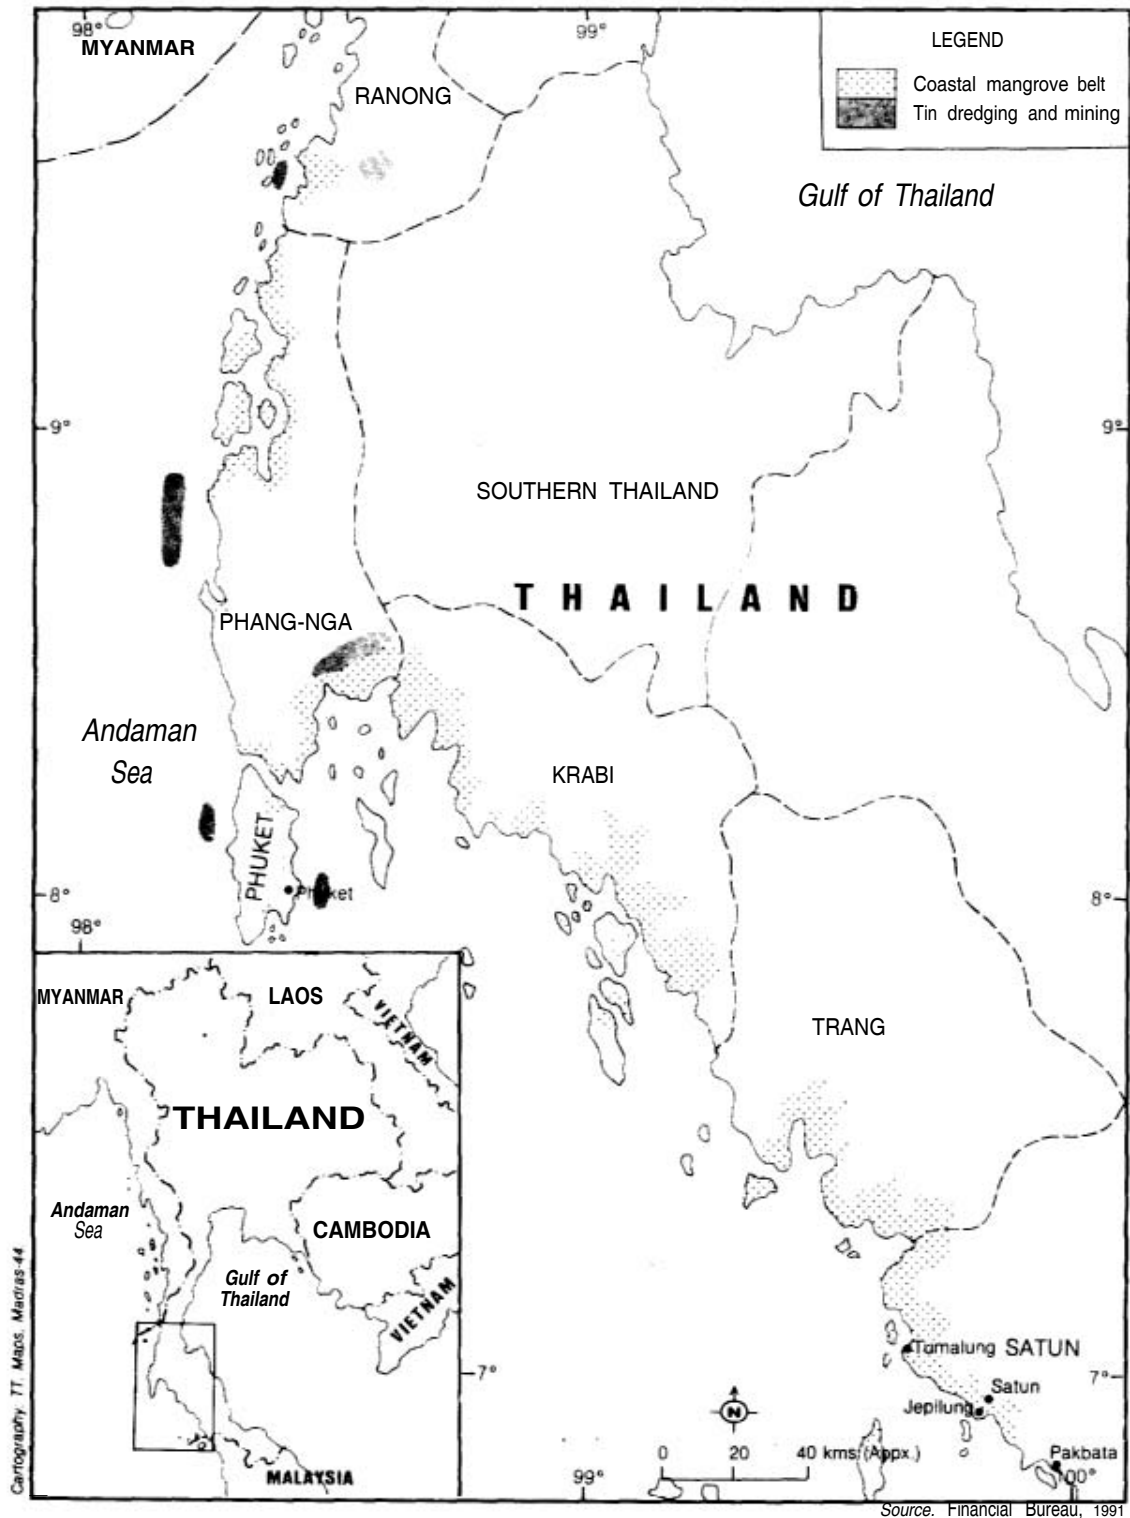 98°
99°
MYANMAR
LEGEND
Coastal mangrove belt
Tin dredging and mining
RANONG
Gulf of Thailand
9°
9°
SOUTHERN THAILAND
THAILAND
PHANG-NGA
Andaman
Sea
KRABI
PHUKET
8°
8°
98°
MYANMAR
LAOS
VIETNAM
TRANG
THAILAND
Andaman
Sea
CAMBODIA
Gulf of
Thailand
VIETNAM
MALAYSIA
Tumalung SATUN
7°
7°
Satun
Jepilung
N
0 20 40 kms (Appx.)
Pakbata
99°
100°
Cartography. TT. Maps. Madras-44
Source. Financial Bureau, 1991